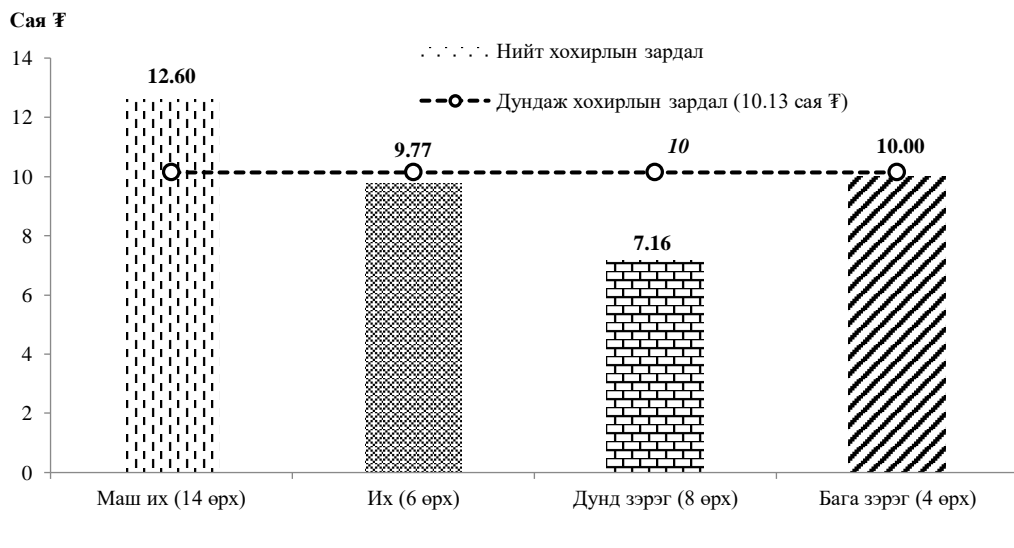 Сая ₮
14
12
10
8
6
4
2
0
Нийт хохирлын зардал
Дундаж хохирлын зардал (10.13 сая ₮)
12.60
9.77
10
7.16
10.00
Маш их (14 өрх)
Их (6 өрх)
Дунд зэрэг (8 өрх)
Бага зэрэг (4 өрх)